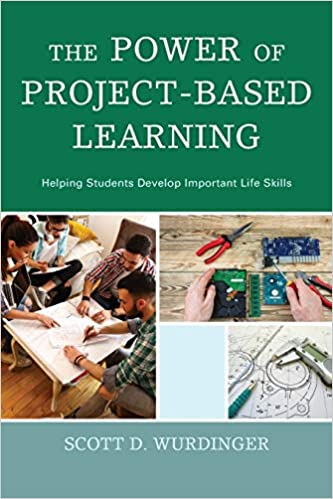 THE POWER OF
PROJECT-BASED
LEARNING
Helping Students Develop Important Life Skills
SCOTT D. WURDINGER